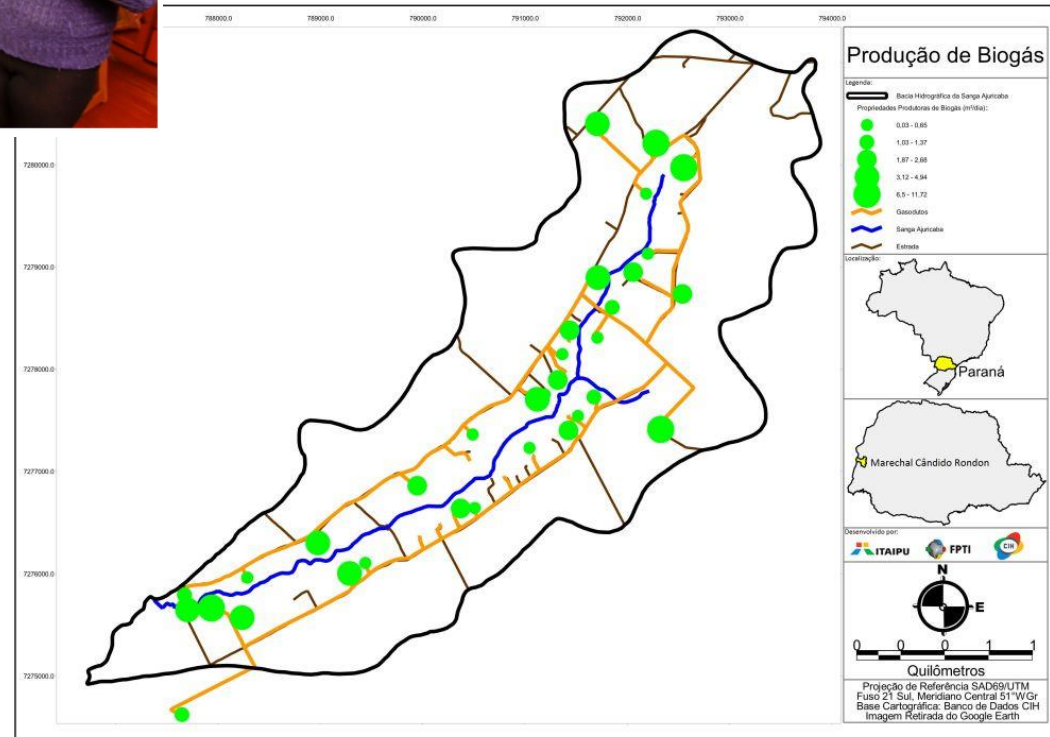 788000.0 789000.0 790000.0 791000.0 792000.0 793000.0 794000.0
7280000.0
7279000.0
7278000.0
7277000.0
7276000.0
7275000.0
Produção de Biogás
Legenda:
Bacia Hidrográfica da Sanga Ajuricaba
Propriedades Produtoras de Biogás (m³/dia):
0,03 - 0,65
1,03 - 1,37
1,87 - 2,68
3,12 - 4,94
6,5 - 11,72
Gasodutos
Sanga Ajuricaba
Estrada
Localização:
Paraná
Marechal Cândido Rondon
Desenvolvido por:
ITAIPU FPTI CIH
N
E
0 0 0 1 1
Quilômetros
Projeção de Referência SAD69/UTM
Fuso 21 Sul, Meridiano Central 51°WGr
Base Cartográfica: Banco de Dados CIH
Imagem Retirada do Google Earth